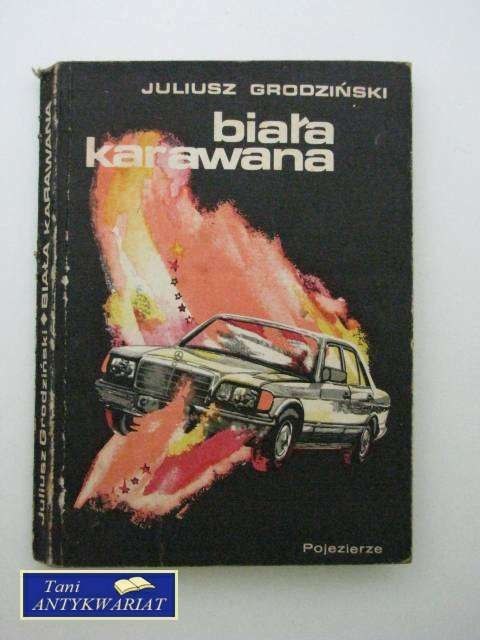 JULIUSZ GRODZIŃSKI
biała
karawana
Pojezierze
Juliusz Grodziński ◆ BIAŁA KARAWANA
Tani
ANTYKWARIAT